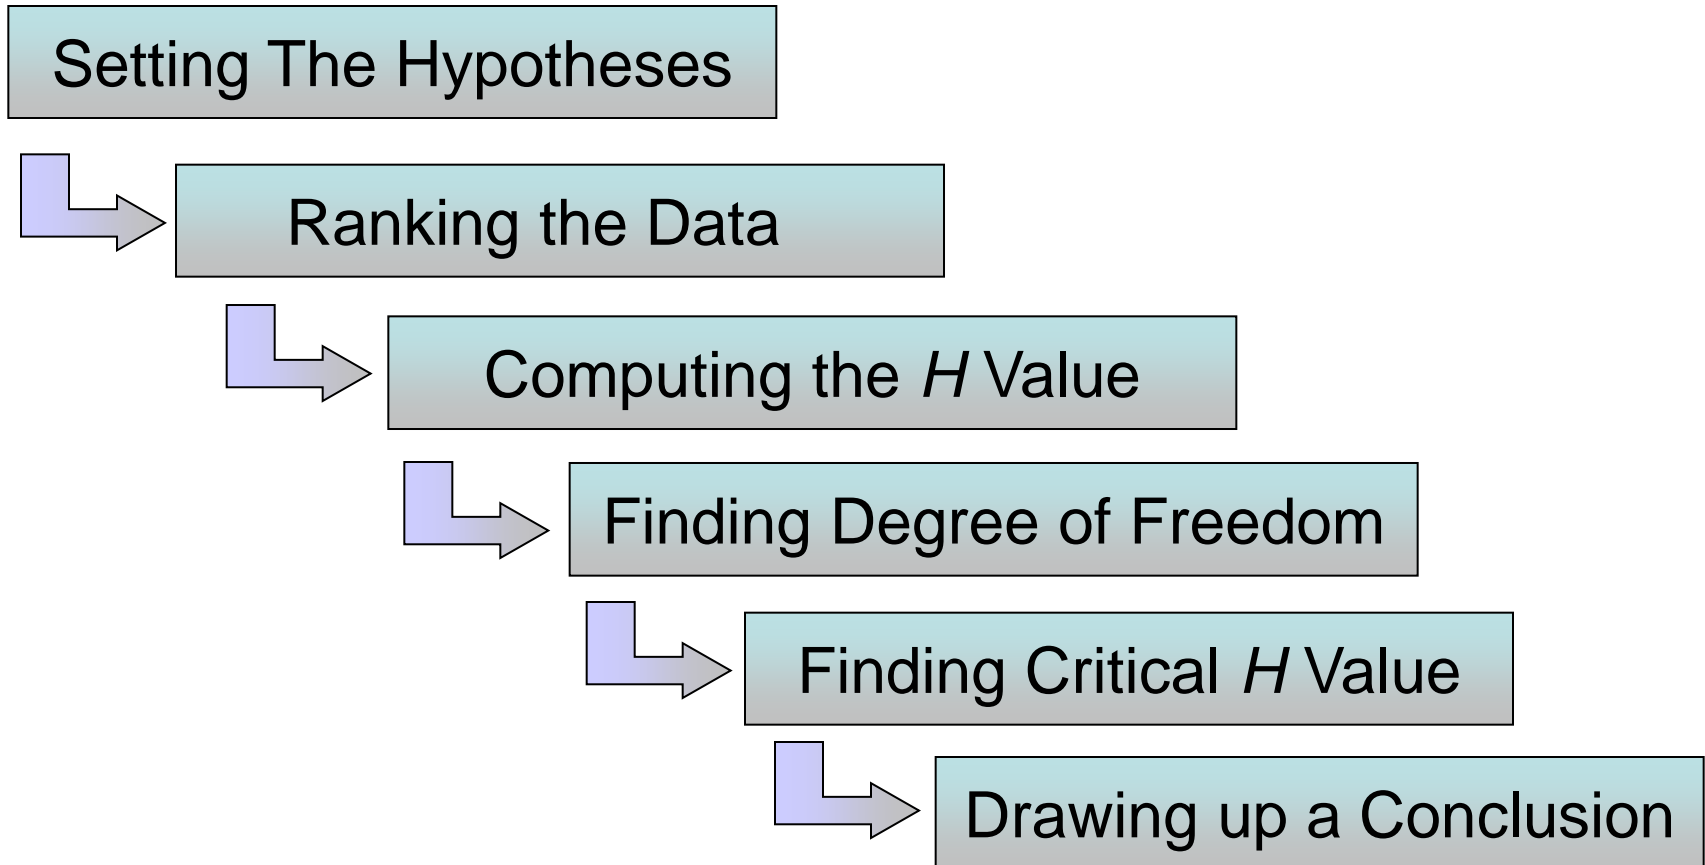 Setting The Hypotheses
Ranking the Data
Computing the H Value
Finding Degree of Freedom
Finding Critical H Value
Drawing up a Conclusion